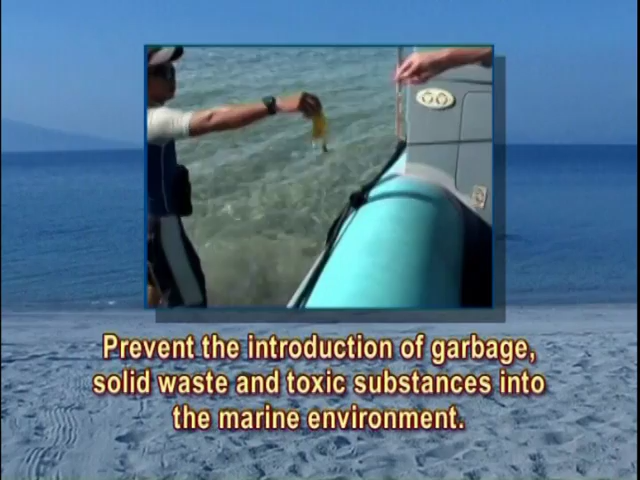 Prevent the introduction of garbage,
solid waste and toxic substances into
the marine environment.